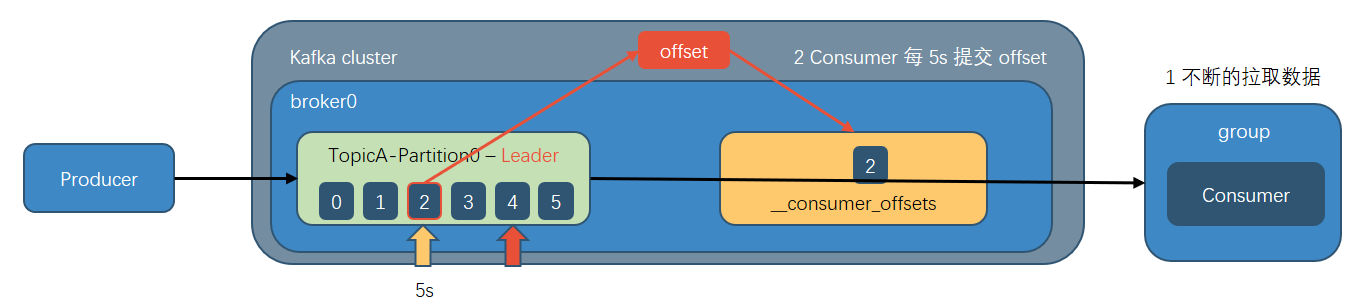 Kafka cluster
offset
2 Consumer 每 5s 提交 offset
1 不断的拉取数据
broker0
group
Producer
TopicA-Partition0 – Leader
0 1 2 3 4 5
2
__consumer_offsets
Consumer
5s